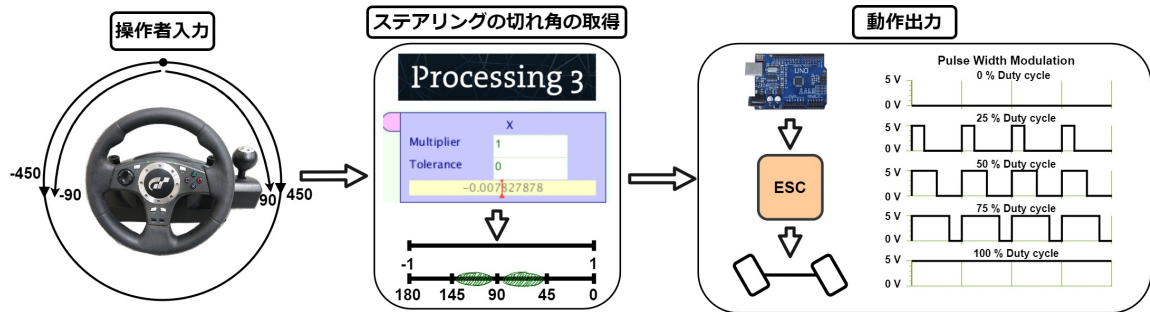 操作者入力
-450
-90
90
450
ステアリングの切れ角の取得
Processing 3
X
Multiplier
1
Tolerance
0
-0.007827878
-1
1
180
145
90
45
0
動作出力
UNO
ESC
Pulse Width Modulation
0 % Duty cycle
5 V
0 V
25 % Duty cycle
5 V
0 V
50 % Duty cycle
5 V
0 V
75 % Duty cycle
5 V
0 V
100 % Duty cycle
5 V
0 V